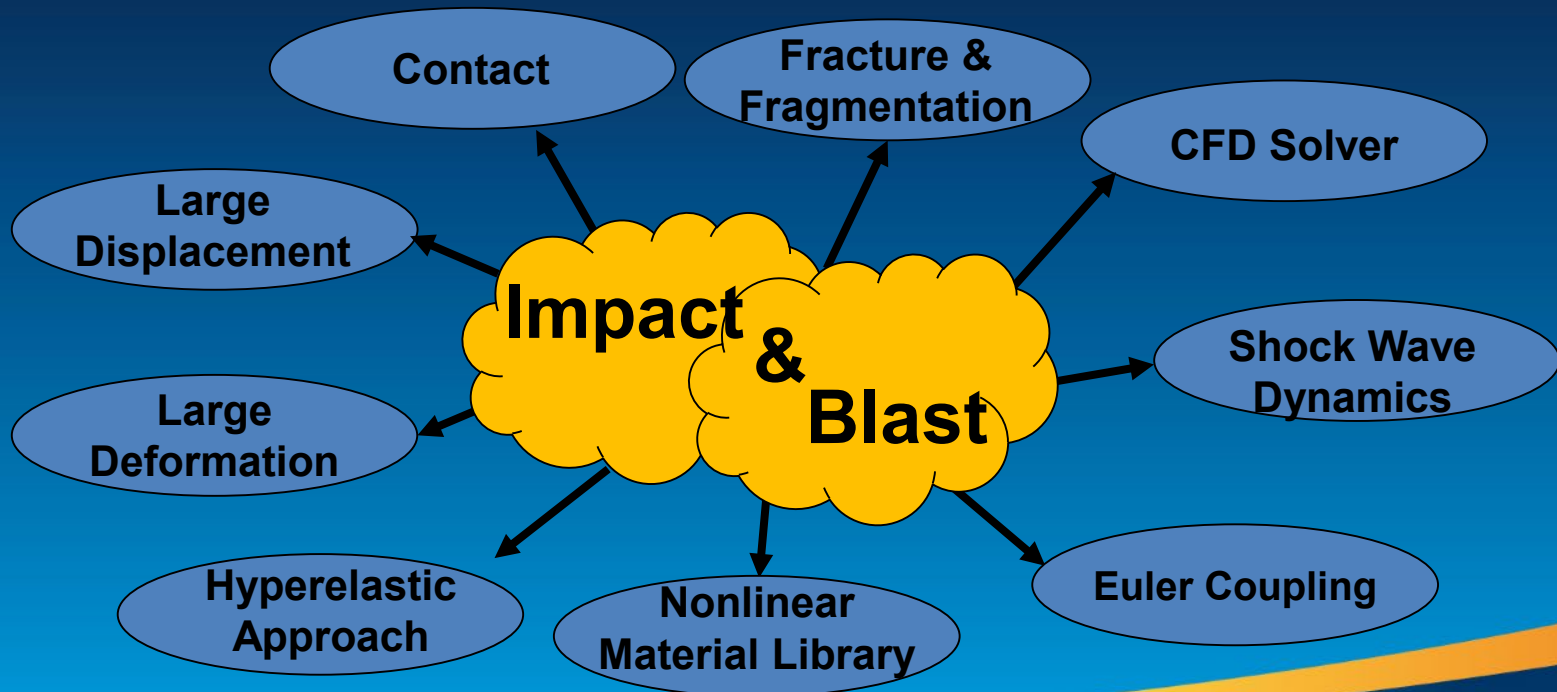 Contact
Fracture &
Fragmentation
CFD Solver
Large
Displacement
Impact
&
Blast
Shock Wave
Dynamics
Large
Deformation
Hyperelastic
Approach
Nonlinear
Material Library
Euler Coupling